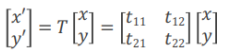 [x′ y′] = T [x y] = [t₁₁ t₁₂ t₂₁ t₂₂] [x y]